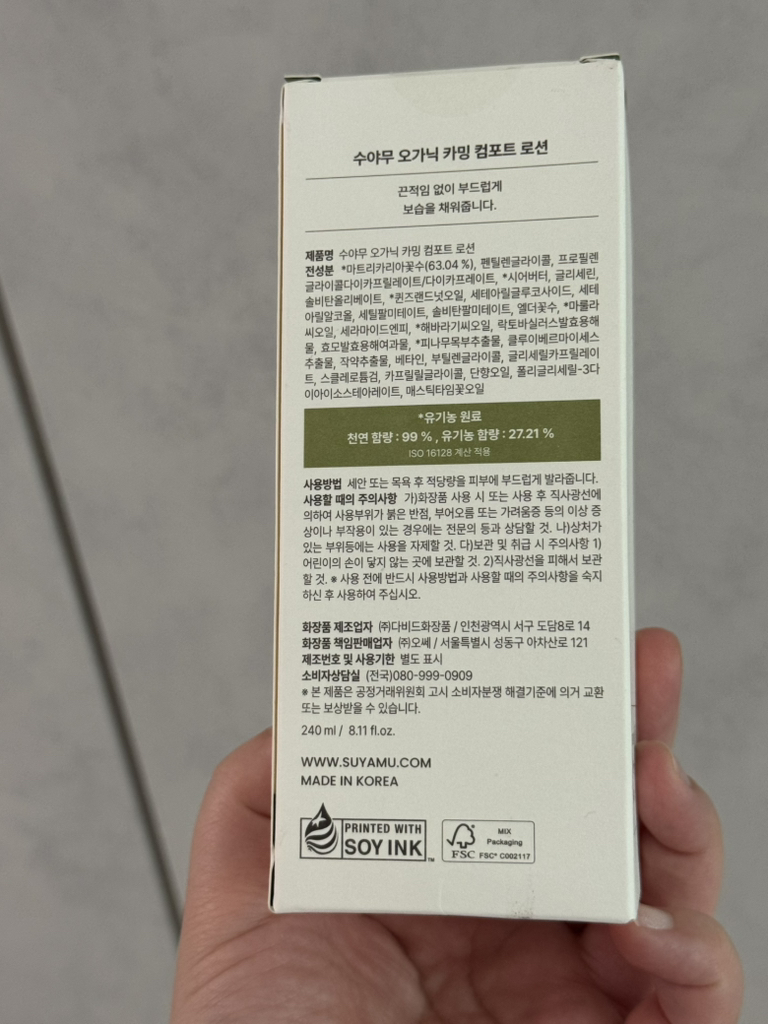 수야무 오가닉 카밍 컴포트 로션
끈적임 없이 부드럽게
보습을 채워줍니다.
제품명 수야무 오가닉 카밍 컴포트 로션
전성분 *마트리카리아꽃수(63.04 %), 펜틸렌글라이콜, 프로필렌
글라이콜다이카프릴레이트/다이카프레이트, *시어버터, 글리세린,
솔비탄올리베이트, *퀸즈랜드넛오일, 세테아릴글루코사이드, 세테
아릴알코올, 세틸팔미테이트, 솔비탄팔미테이트, 엘더꽃수, *마룰라
씨오일, 세라마이드엔피, *해바라기씨오일, 락토바실러스발효용해
물, 효모발효용해여과물, *피나무목부추출물, 클루이베르마이세스
추출물, 작약추출물, 베타인, 부틸렌글라이콜, 글리세릴카프릴레이
트, 스클레로튬검, 카프릴릴글라이콜, 단향오일, 폴리글리세릴-3다
이아이소스테아레이트, 매스틱타임꽃오일
*유기농 원료
천연 함량 : 99 % , 유기농 함량 : 27.21 %
ISO 16128 계산 적용
사용방법 세안 또는 목욕 후 적당량을 피부에 부드럽게 발라줍니다.
사용할 때의 주의사항 가)화장품 사용 시 또는 사용 후 직사광선에
의하여 사용부위가 붉은 반점, 부어오름 또는 가려움증 등의 이상 증
상이나 부작용이 있는 경우에는 전문의 등과 상담할 것. 나)상처가
있는 부위등에는 사용을 자제할 것. 다)보관 및 취급 시 주의사항 1)
어린이의 손이 닿지 않는 곳에 보관할 것. 2)직사광선을 피해서 보관
할 것. ※ 사용 전에 반드시 사용방법과 사용할 때의 주의사항을 숙지
하신 후 사용하여 주십시오.
화장품 제조업자 ㈜다비드화장품 / 인천광역시 서구 도담8로 14
화장품 책임판매업자 ㈜오쎄 / 서울특별시 성동구 아차산로 121
제조번호 및 사용기한 별도 표시
소비자상담실 (전국)080-999-0909
※ 본 제품은 공정거래위원회 고시 소비자분쟁 해결기준에 의거 교환
또는 보상받을 수 있습니다.
240 ml / 8.11 fl.oz.
WWW.SUYAMU.COM
MADE IN KOREA
PRINTED WITH
SOY INK™
MIX
Packaging
FSC FSC® C002117